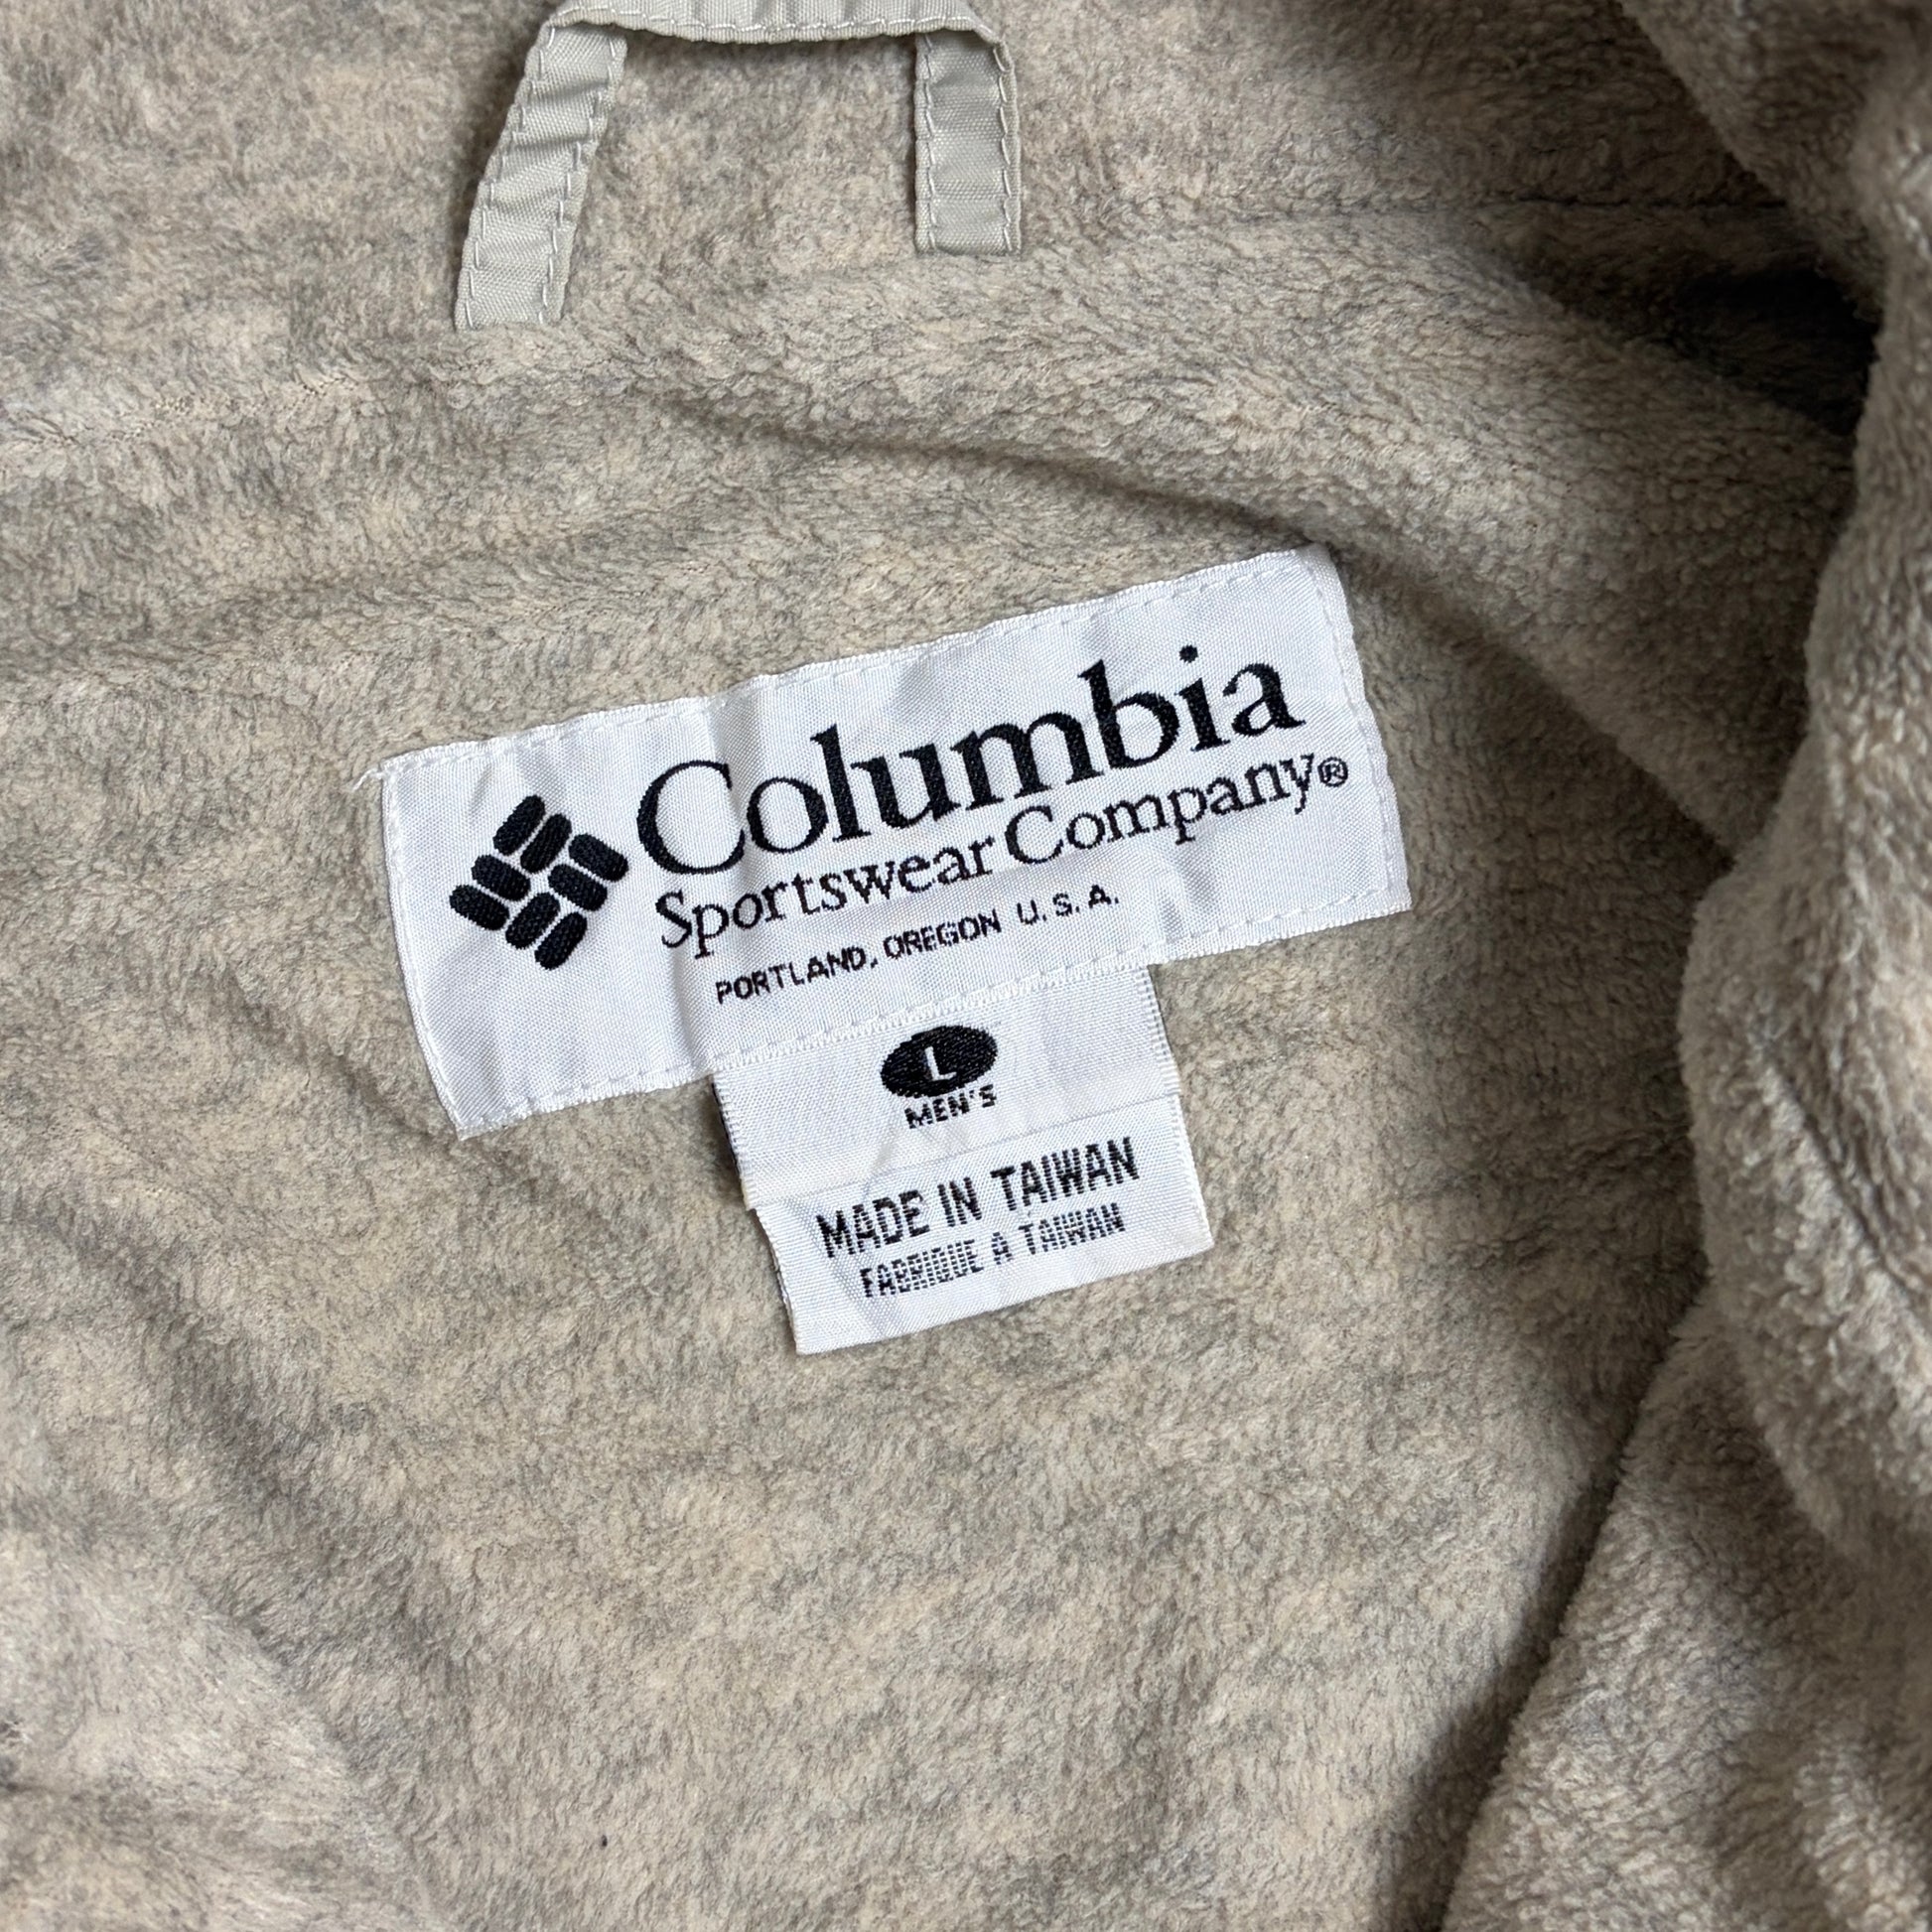 Columbia
Sportswear Company®
PORTLAND, OREGON U.S.A.
L
MEN'S
MADE IN TAIWAN
FABRIQUE A TAIWAN